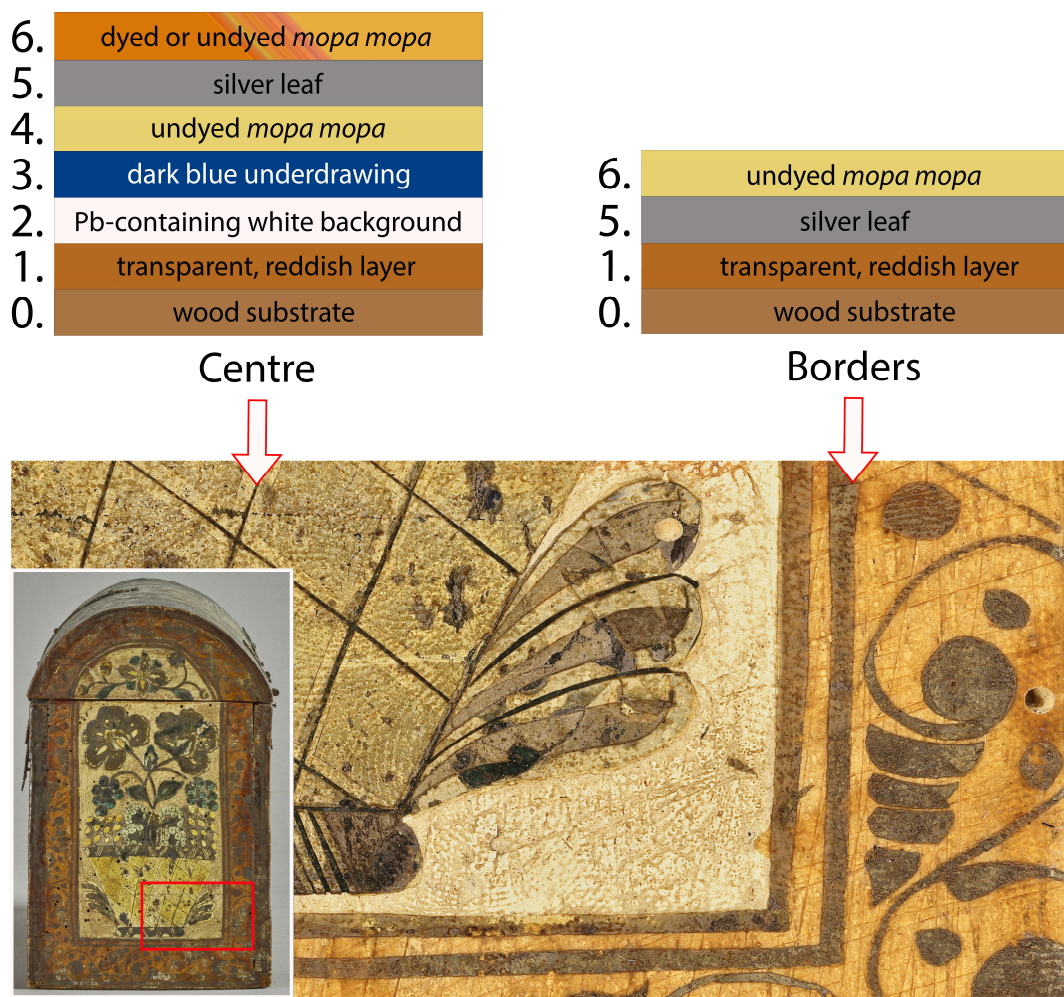 6. dyed or undyed mopa mopa
5. silver leaf
4. undyed mopa mopa
3. dark blue underdrawing
2. Pb-containing white background
1. transparent, reddish layer
0. wood substrate
Centre
6. undyed mopa mopa
5. silver leaf
1. transparent, reddish layer
0. wood substrate
Borders